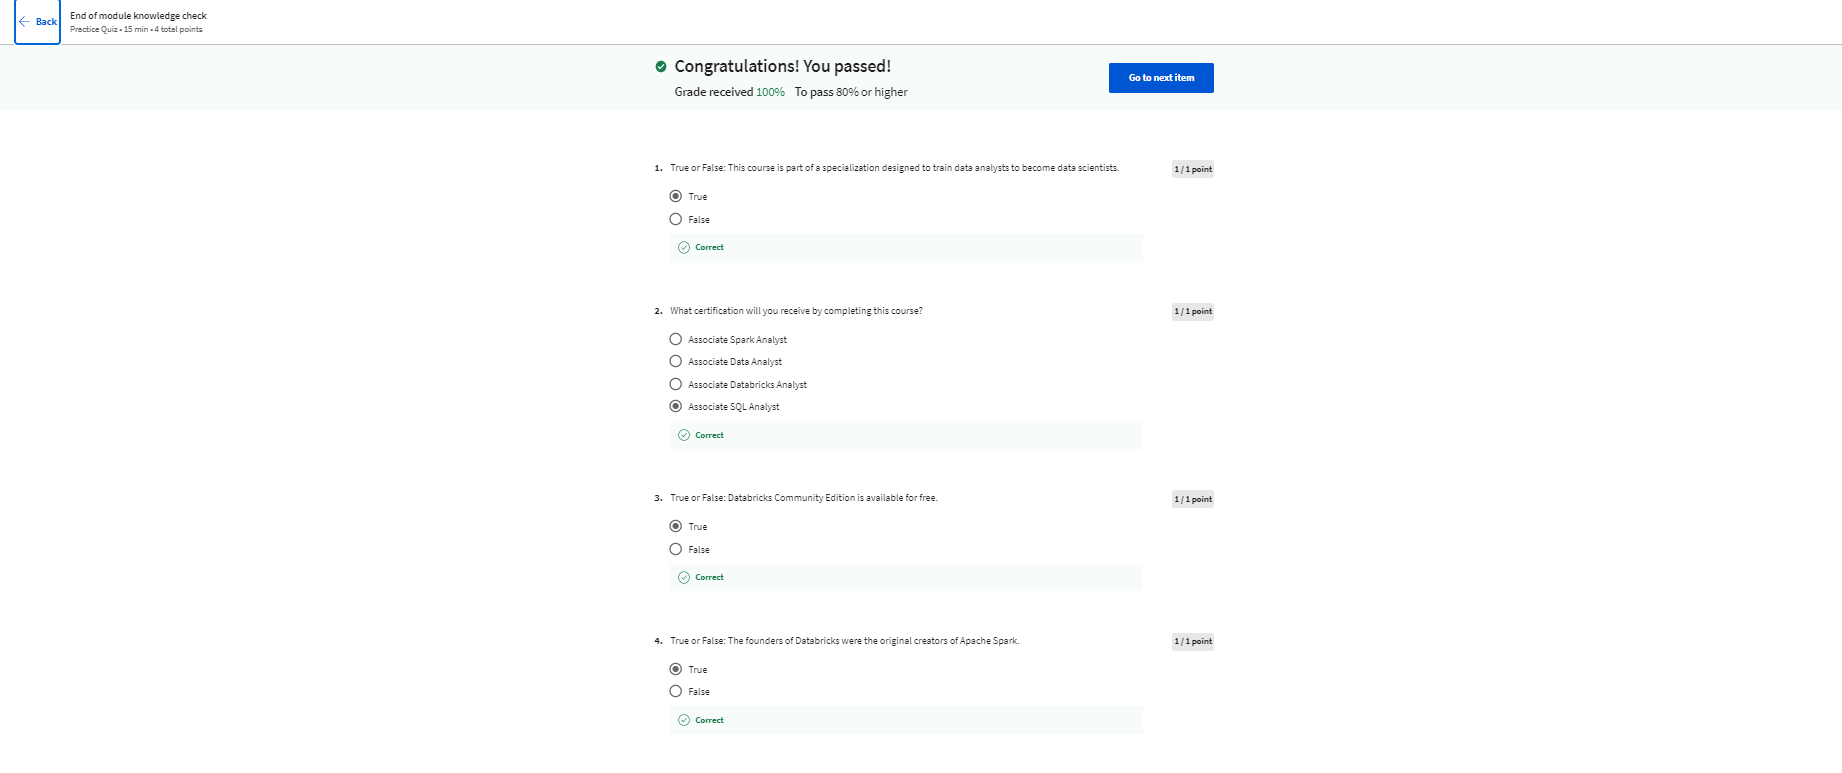 Back
End of module knowledge check
Practice Quiz • 15 min • 4 total points
Congratulations! You passed!
Grade received 100% To pass 80% or higher
Go to next item
1. True or False: This course is part of a specialization designed to train data analysts to become data scientists.
1 / 1 point
True
False
Correct
2. What certification will you receive by completing this course?
1 / 1 point
Associate Spark Analyst
Associate Data Analyst
Associate Databricks Analyst
Associate SQL Analyst
Correct
3. True or False: Databricks Community Edition is available for free.
1 / 1 point
True
False
Correct
4. True or False: The founders of Databricks were the original creators of Apache Spark.
1 / 1 point
True
False
Correct